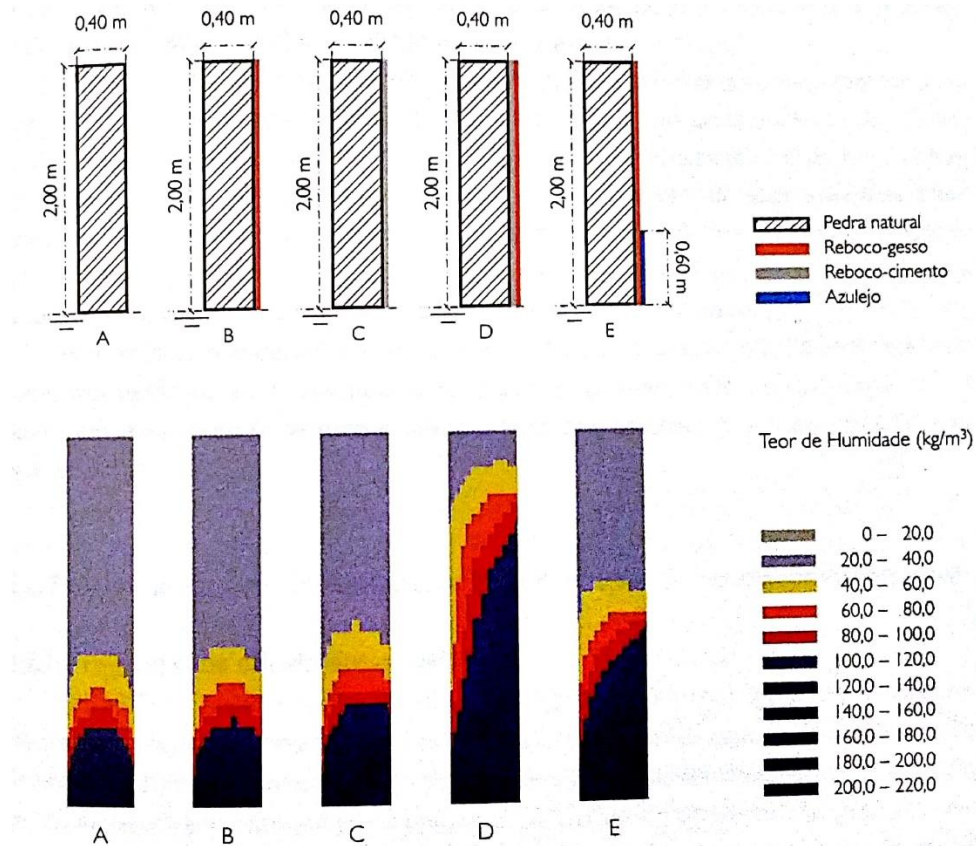 0,40 m 0,40 m 0,40 m 0,40 m 0,40 m
2,00 m 2,00 m 2,00 m 2,00 m 2,00 m
0,60 m
A B C D E
Pedra natural
Reboco-gesso
Reboco-cimento
Azulejo
Teor de Humidade (kg/m³)
0 – 20,0
20,0 – 40,0
40,0 – 60,0
60,0 – 80,0
80,0 – 100,0
100,0 – 120,0
120,0 – 140,0
140,0 – 160,0
160,0 – 180,0
180,0 – 200,0
200,0 – 220,0
A B C D E